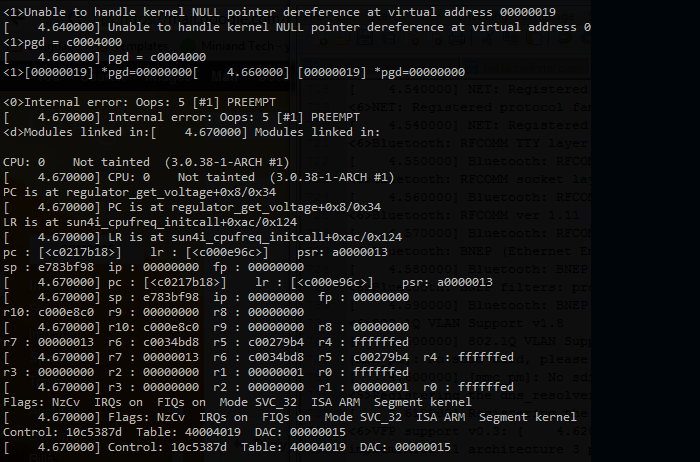 <1>Unable to handle kernel NULL pointer dereference at virtual address 00000019
[    4.640000] Unable to handle kernel NULL pointer dereference at virtual address 0
<1>pgd = c0004000
[    4.660000] pgd = c0004000
<1>[00000019] *pgd=00000000[    4.660000] [00000019] *pgd=00000000
<0>Internal error: Oops: 5 [#1] PREEMPT
[    4.670000] Internal error: Oops: 5 [#1] PREEMPT
<d>Modules linked in:[    4.670000] Modules linked in:
CPU: 0    Not tainted  (3.0.38-1-ARCH #1)
[    4.670000] CPU: 0    Not tainted  (3.0.38-1-ARCH #1)
PC is at regulator_get_voltage+0x8/0x34
[    4.670000] PC is at regulator_get_voltage+0x8/0x34
LR is at sun4i_cpufreq_initcall+0xac/0x124
[    4.670000] LR is at sun4i_cpufreq_initcall+0xac/0x124
pc : [<c0217b18>]    lr : [<c000e96c>]    psr: a0000013
sp : e783bf98  ip : 00000000  fp : 00000000
[    4.670000] pc : [<c0217b18>]    lr : [<c000e96c>]    psr: a0000013
[    4.670000] sp : e783bf98  ip : 00000000  fp : 00000000
r10: c000e8c0  r9 : 00000000  r8 : 00000000
[    4.670000] r10: c000e8c0  r9 : 00000000  r8 : 00000000
r7 : 00000013  r6 : c0034bd8  r5 : c00279b4  r4 : ffffffed
[    4.670000] r7 : 00000013  r6 : c0034bd8  r5 : c00279b4  r4 : ffffffed
r3 : 00000000  r2 : 00000000  r1 : 00000001  r0 : ffffffed
[    4.670000] r3 : 00000000  r2 : 00000000  r1 : 00000001  r0 : ffffffed
Flags: NzCv  IRQs on  FIQs on  Mode SVC_32  ISA ARM  Segment kernel
[    4.670000] Flags: NzCv  IRQs on  FIQs on  Mode SVC_32  ISA ARM  Segment kernel
Control: 10c5387d  Table: 40004019  DAC: 00000015
[    4.670000] Control: 10c5387d  Table: 40004019  DAC: 00000015